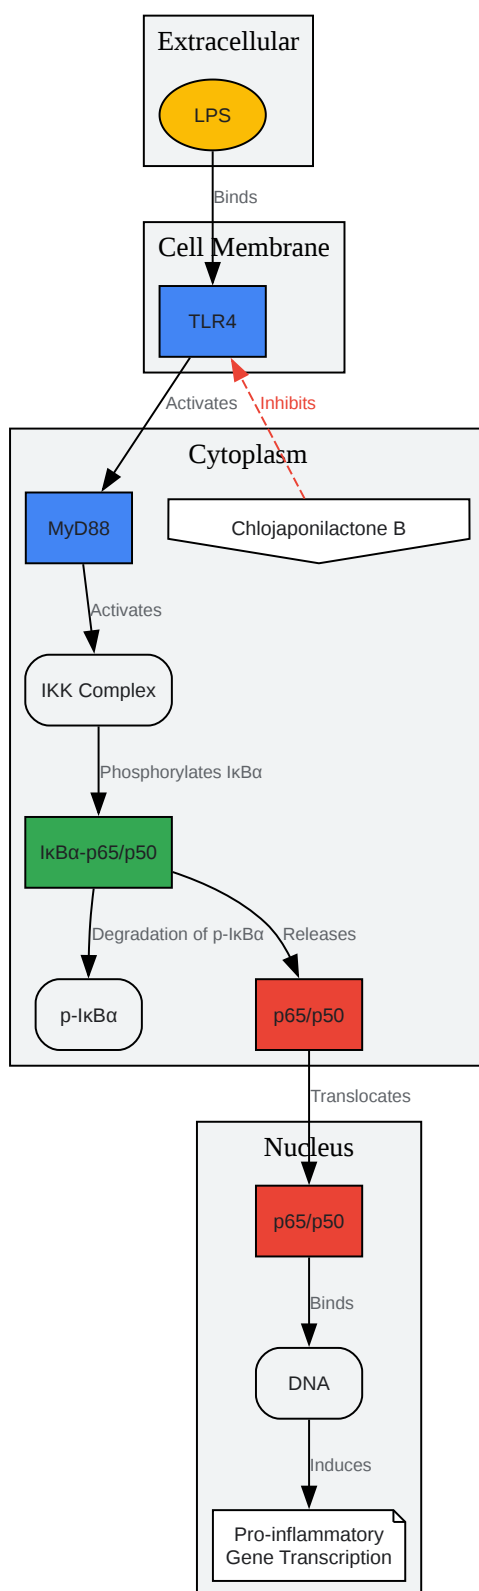 Extracellular
LPS
Binds
Cell Membrane
TLR4
Activates
Inhibits
Cytoplasm
MyD88
Chlojaponilactone B
Activates
IKK Complex
Phosphorylates IκBα
IκBα-p65/p50
Degradation of p-IκBα
Releases
p-IκBα
p65/p50
Translocates
Nucleus
p65/p50
Binds
DNA
Induces
Pro-inflammatory
Gene Transcription